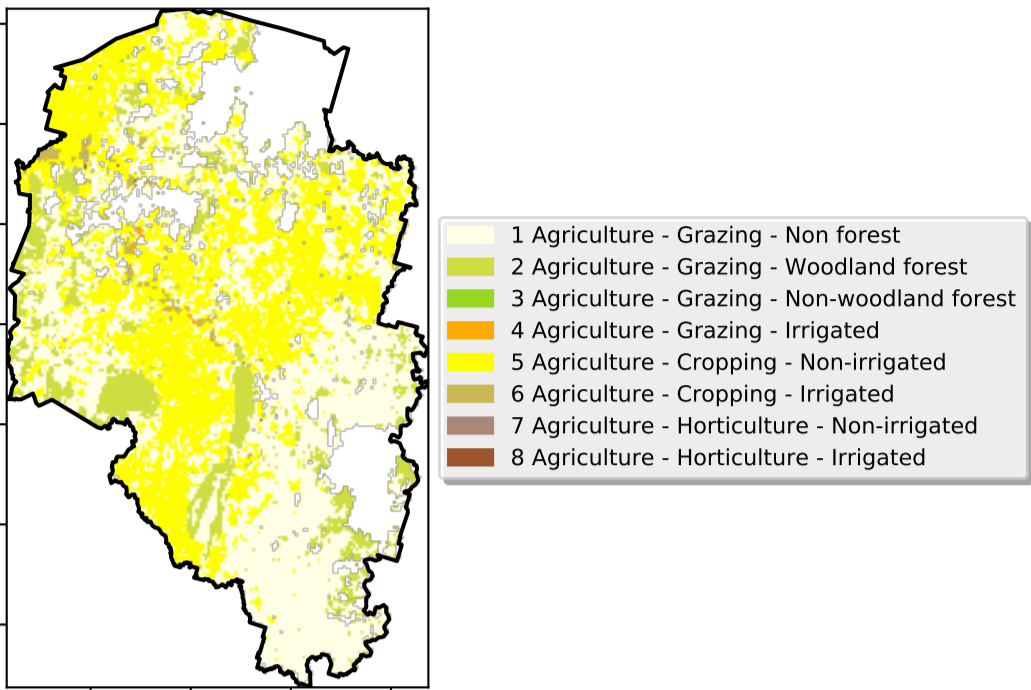 1 Agriculture - Grazing - Non forest
2 Agriculture - Grazing - Woodland forest
3 Agriculture - Grazing - Non-woodland forest
4 Agriculture - Grazing - Irrigated
5 Agriculture - Cropping - Non-irrigated
6 Agriculture - Cropping - Irrigated
7 Agriculture - Horticulture - Non-irrigated
8 Agriculture - Horticulture - Irrigated